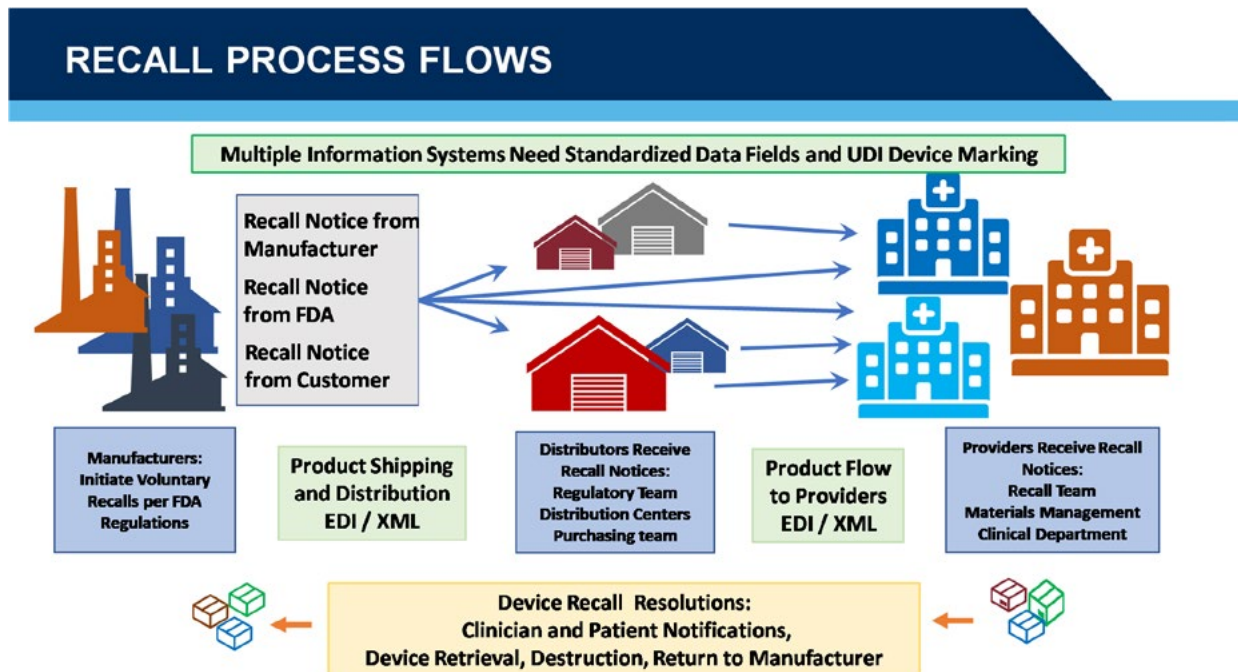 RECALL PROCESS FLOWS
Multiple Information Systems Need Standardized Data Fields and UDI Device Marking
Recall Notice from
Manufacturer
Recall Notice
from FDA
Recall Notice
from Customer
Manufacturers:
Initiate Voluntary
Recalls per FDA
Regulations
Product Shipping
and Distribution
EDI / XML
Distributors Receive
Recall Notices:
Regulatory Team
Distribution Centers
Purchasing team
Product Flow
to Providers
EDI / XML
Providers Receive Recall
Notices:
Recall Team
Materials Management
Clinical Department
Device Recall Resolutions:
Clinician and Patient Notifications,
Device Retrieval, Destruction, Return to Manufacturer